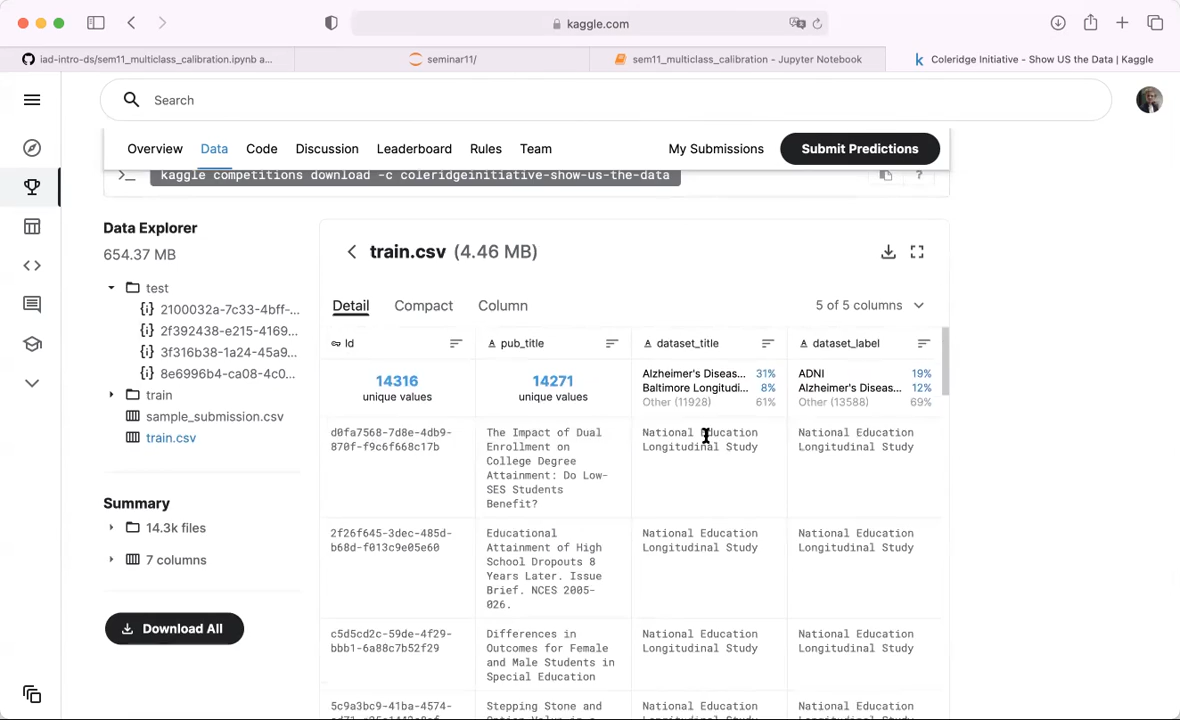 kaggle.com
iad-intro-ds/sem11_multiclass_calibration.ipynb a...
seminar11/
sem11_multiclass_calibration - Jupyter Notebook
Coleridge Initiative - Show US the Data | Kaggle
Search
Overview
Data
Code
Discussion
Leaderboard
Rules
Team
My Submissions
Submit Predictions
kaggle competitions download -c coleridgeinitiative-show-us-the-data
Data Explorer
654.37 MB
test
2100032a-7c33-4bff-...
2f392438-e215-4169...
3f316b38-1a24-45a9...
8e6996b4-ca08-4c0...
train
sample_submission.csv
train.csv
Summary
14.3k files
7 columns
Download All
train.csv (4.46 MB)
Detail
Compact
Column
5 of 5 columns
Id
pub_title
dataset_title
dataset_label
14316
unique values
14271
unique values
Alzheimer's Diseas... 31%
Baltimore Longitudi... 8%
Other (11928) 61%
ADNI 19%
Alzheimer's Diseas... 12%
Other (13588) 69%
d0fa7568-7d8e-4db9-
870f-f9c6f668c17b
The Impact of Dual
Enrollment on
College Degree
Attainment: Do Low-
SES Students
Benefit?
National Education
Longitudinal Study
National Education
Longitudinal Study
2f26f645-3dec-485d-
b68d-f013c9e05e60
Educational
Attainment of High
School Dropouts 8
Years Later. Issue
Brief. NCES 2005-
026.
National Education
Longitudinal Study
National Education
Longitudinal Study
c5d5cd2c-59de-4f29-
bbb1-6a88c7b52f29
Differences in
Outcomes for Female
and Male Students in
Special Education
National Education
Longitudinal Study
National Education
Longitudinal Study
5c9a3bc9-41ba-4574-
Stepping Stone and
National Education
National Education